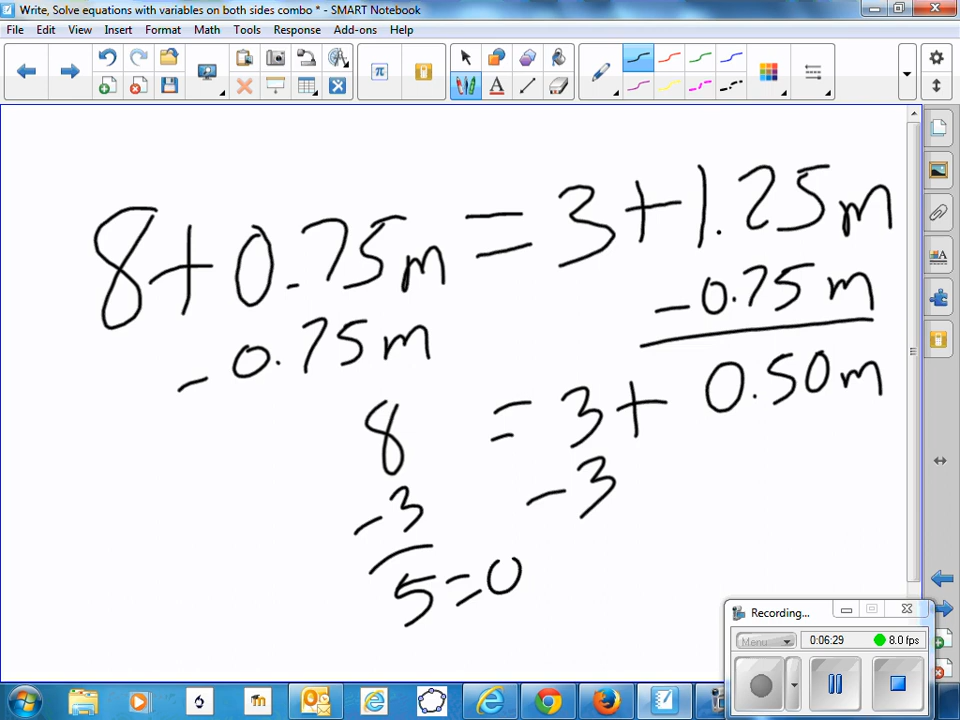 Write, Solve equations with variables on both sides combo * - SMART Notebook
File Edit View Insert Format Math Tools Response Add-ons Help
8+0.75m = 3+1.25m
-0.75m -0.75m
8 = 3+ 0.50m
-3 -3
5=0
Recording...
Menu 0:06:29 8.0 fps